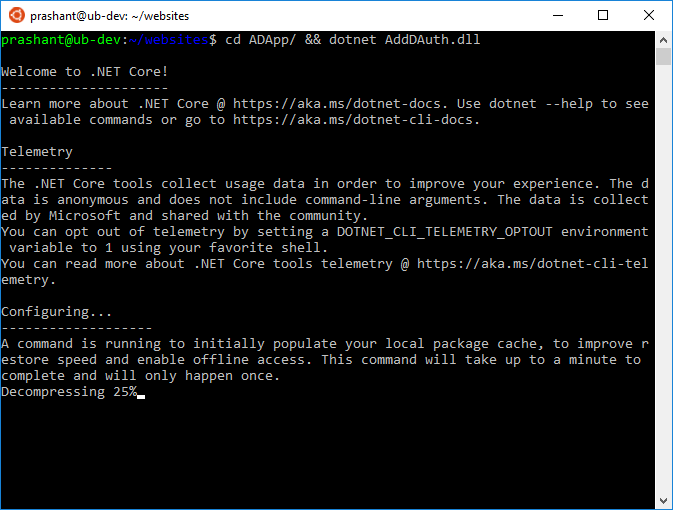 prashant@ub-dev: ~/websites
prashant@ub-dev:~/websites$ cd ADApp/ && dotnet AddDAuth.dll
Welcome to .NET Core!
---------------------
Learn more about .NET Core @ https://aka.ms/dotnet-docs. Use dotnet --help to see
 available commands or go to https://aka.ms/dotnet-cli-docs.
Telemetry
--------------
The .NET Core tools collect usage data in order to improve your experience. The d
ata is anonymous and does not include command-line arguments. The data is collect
ed by Microsoft and shared with the community.
You can opt out of telemetry by setting a DOTNET_CLI_TELEMETRY_OPTOUT environment
 variable to 1 using your favorite shell.
You can read more about .NET Core tools telemetry @ https://aka.ms/dotnet-cli-tel
emetry.
Configuring...
-------------------
A command is running to initially populate your local package cache, to improve r
estore speed and enable offline access. This command will take up to a minute to
complete and will only happen once.
Decompressing 25%